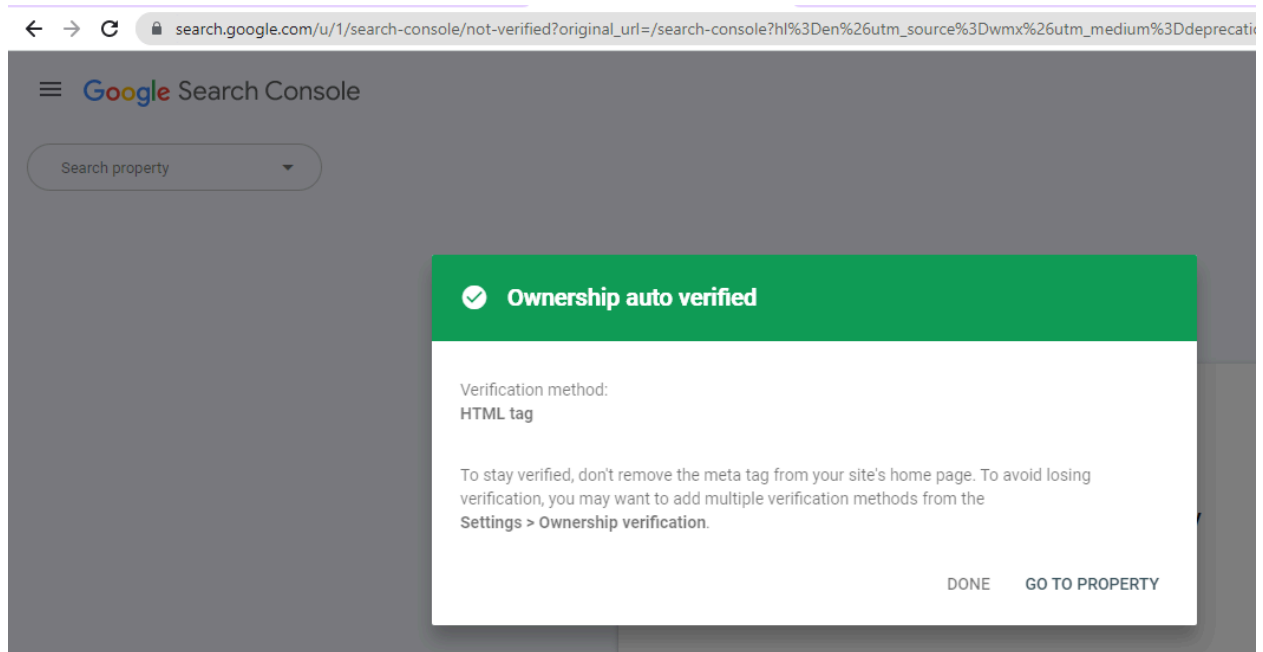 search.google.com/u/1/search-console/not-verified?original_url=/search-console?hl%3Den%26utm_source%3Dwmx%26utm_medium%3Ddeprecatio
Google Search Console
Search property
Ownership auto verified
Verification method:
HTML tag
To stay verified, don't remove the meta tag from your site's home page. To avoid losing
verification, you may want to add multiple verification methods from the
Settings > Ownership verification.
DONE GO TO PROPERTY